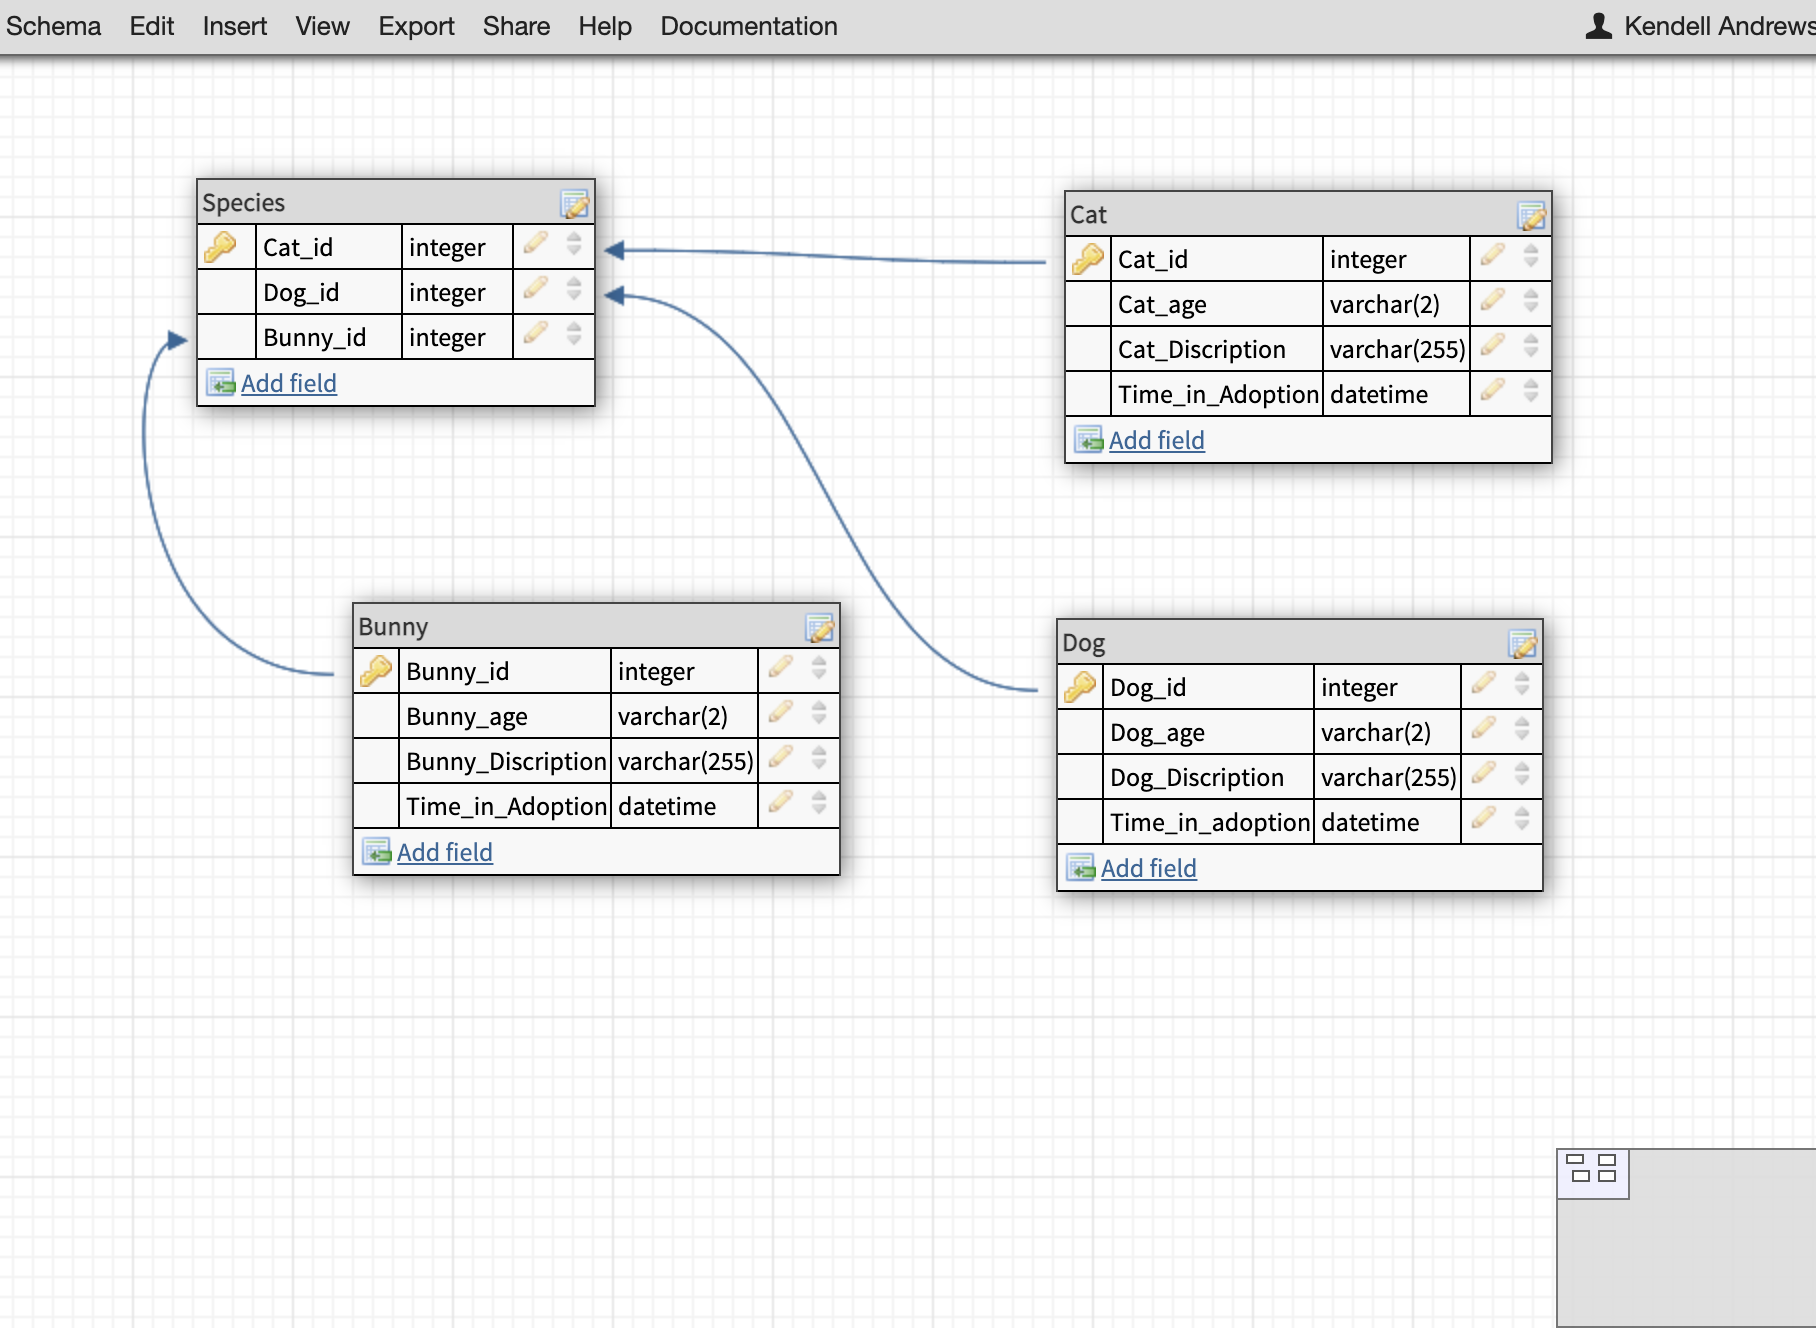 Schema Edit Insert View Export Share Help Documentation Kendell Andrews
Species
Cat_id integer
Dog_id integer
Bunny_id integer
Add field
Cat
Cat_id integer
Cat_age varchar(2)
Cat_Discription varchar(255)
Time_in_Adoption datetime
Add field
Bunny
Bunny_id integer
Bunny_age varchar(2)
Bunny_Discription varchar(255)
Time_in_Adoption datetime
Add field
Dog
Dog_id integer
Dog_age varchar(2)
Dog_Discription varchar(255)
Time_in_adoption datetime
Add field